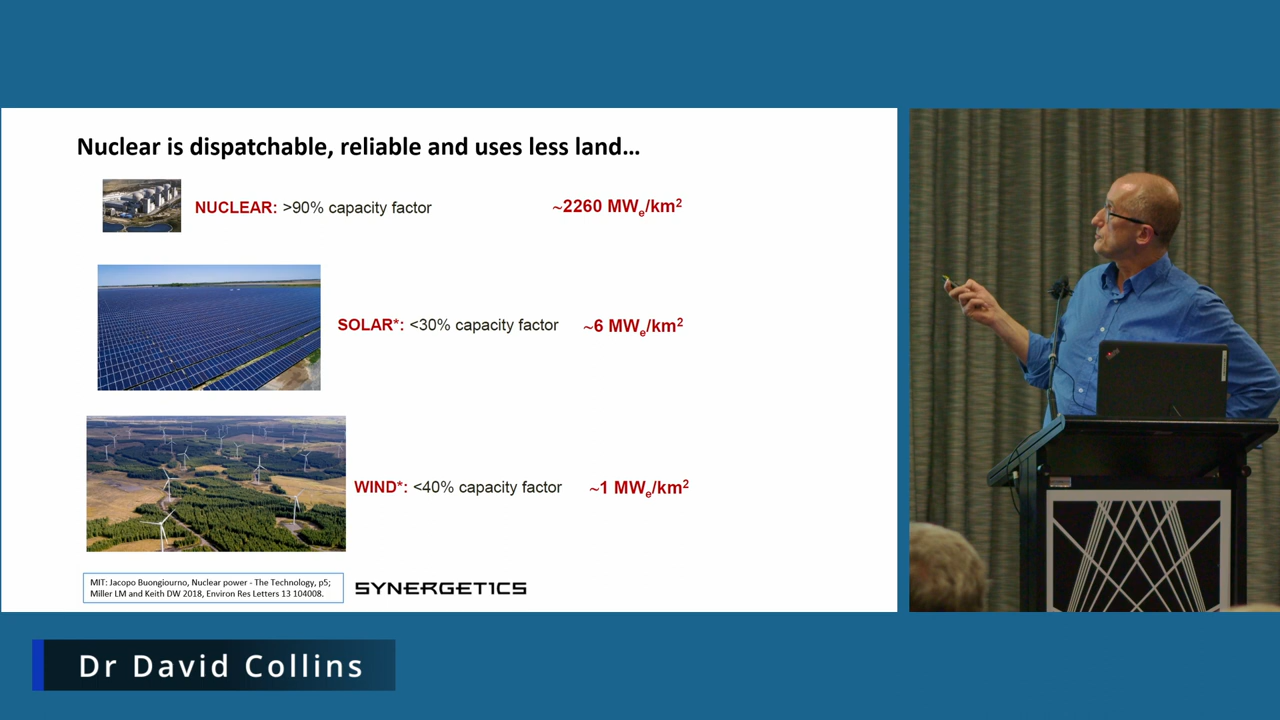 Nuclear is dispatchable, reliable and uses less land…
NUCLEAR: >90% capacity factor ~2260 MWe/km²
SOLAR*: <30% capacity factor ~6 MWe/km²
WIND*: <40% capacity factor ~1 MWe/km²
MIT: Jacopo Buongiourno, Nuclear power - The Technology, p5;
Miller LM and Keith DW 2018, Environ Res Letters 13 104008.
SYNERGETICS
Dr David Collins